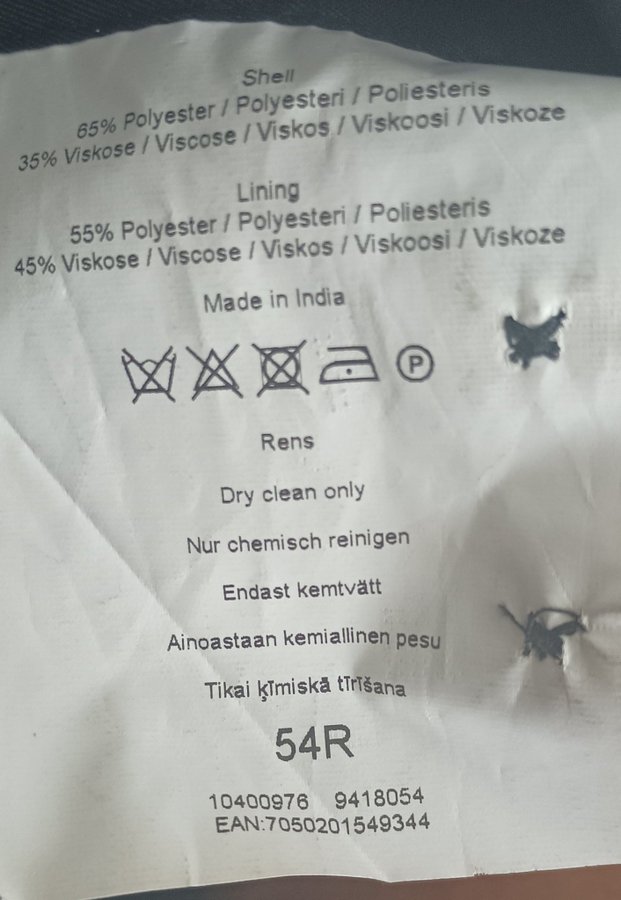 Shell
65% Polyester / Polyesteri / Poliesteris
35% Viskose / Viscose / Viskos / Viskoosi / Viskoze
Lining
55% Polyester / Polyesteri / Poliesteris
45% Viskose / Viscose / Viskos / Viskoosi / Viskoze
Made in India
P
Rens
Dry clean only
Nur chemisch reinigen
Endast kemtvätt
Ainoastaan kemiallinen pesu
Tikai ķīmiskā tīrīšana
54R
10400976 9418054
EAN:7050201549344